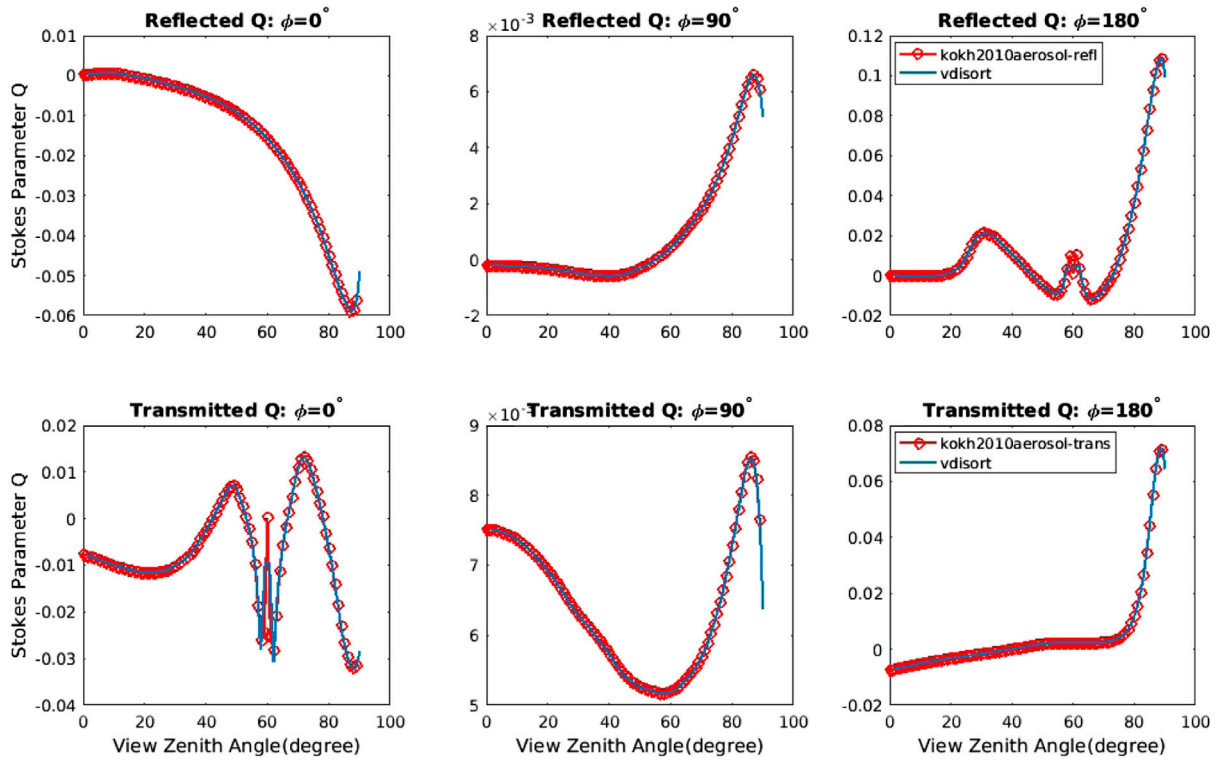 Reflected Q: ϕ=0°
Reflected Q: ϕ=90°
Reflected Q: ϕ=180°
Stokes Parameter Q
0.01
0
-0.01
-0.02
-0.03
-0.04
-0.05
-0.06
0 20 40 60 80 100
8 ×10⁻³
6
4
2
0
-2
0 20 40 60 80 100
0.12
0.1
0.08
0.06
0.04
0.02
0
-0.02
0 20 40 60 80 100
kokh2010aerosol-refl
vdisort
Transmitted Q: ϕ=0°
Transmitted Q: ϕ=90°
Transmitted Q: ϕ=180°
Stokes Parameter Q
0.02
0.01
0
-0.01
-0.02
-0.03
-0.04
0 20 40 60 80 100
View Zenith Angle(degree)
9 ×10
8
7
6
5
0 20 40 60 80 100
View Zenith Angle(degree)
0.08
0.06
0.04
0.02
0
-0.02
0 20 40 60 80 100
View Zenith Angle(degree)
kokh2010aerosol-trans
vdisort